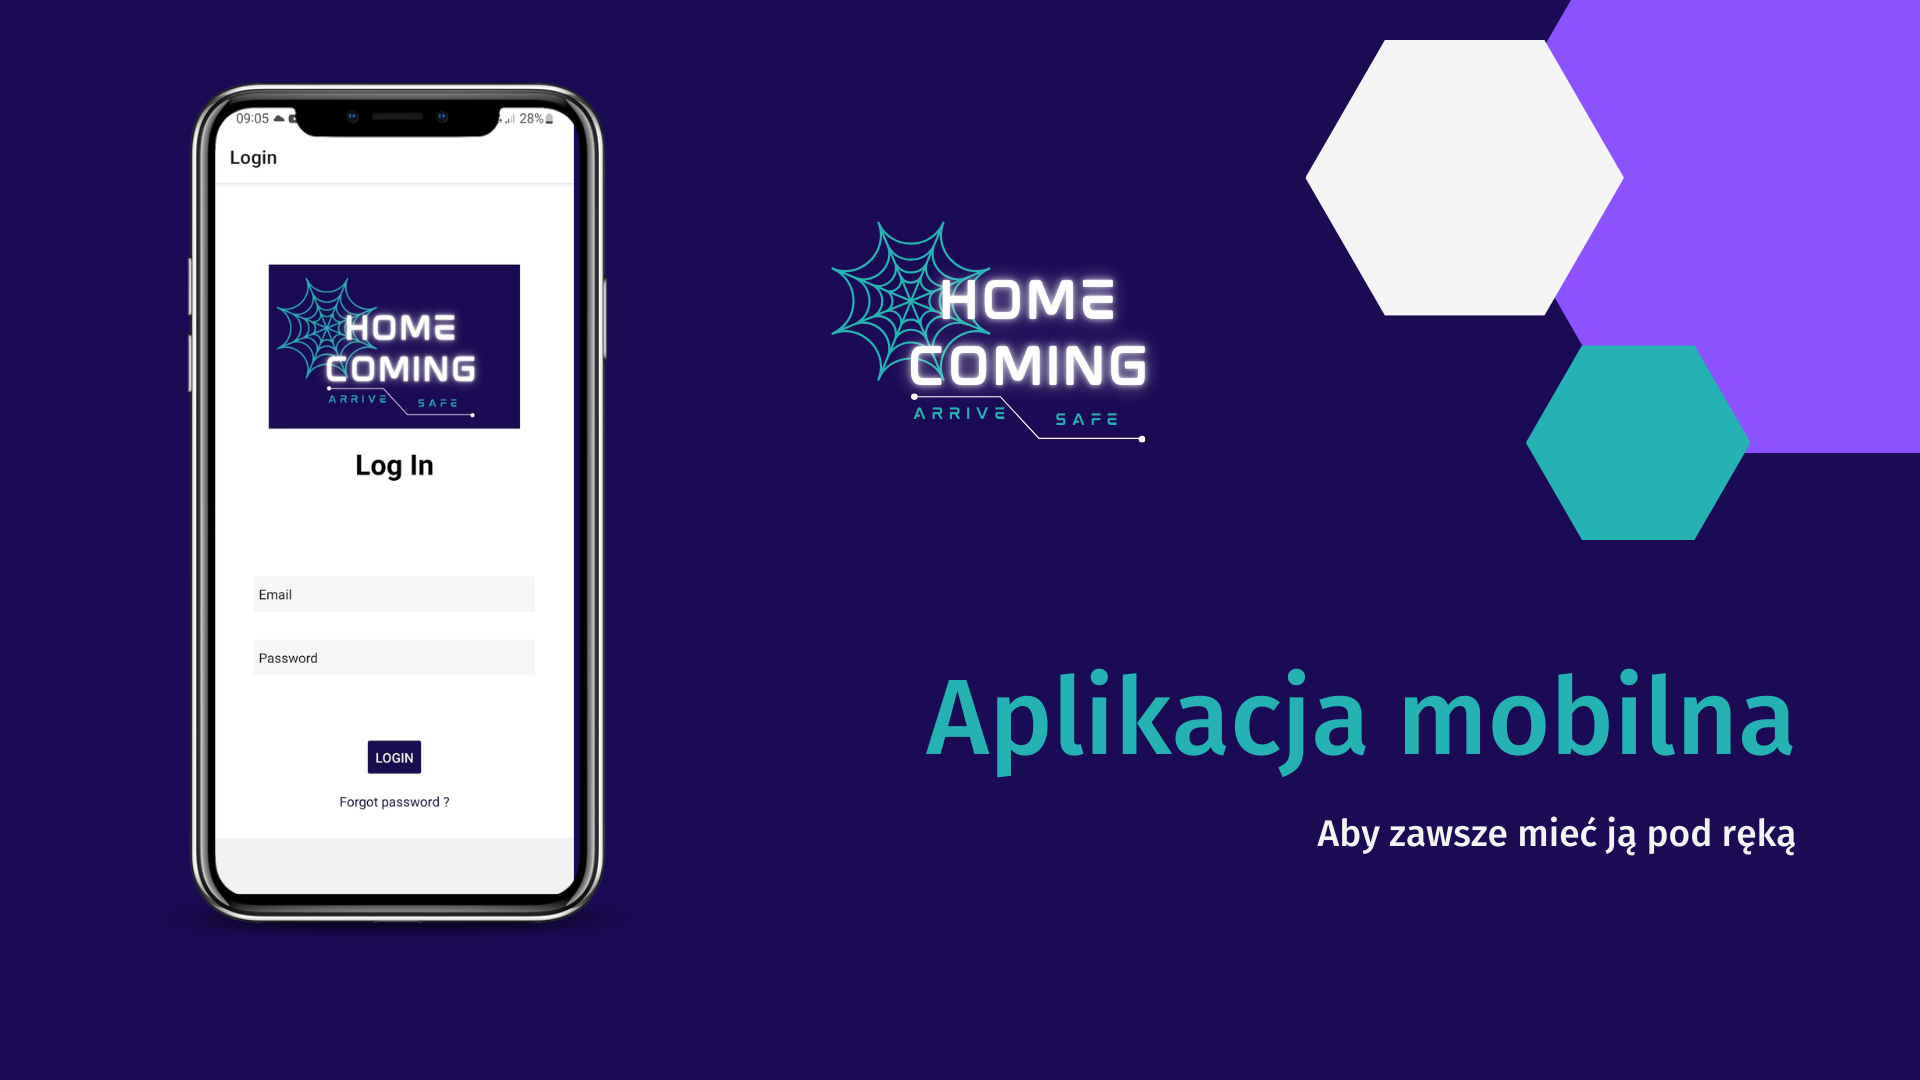 09:05
28%
Login
HOME
COMING
ARRIVE SAFE
Log In
Email
Password
LOGIN
Forgot password ?
HOME
COMING
ARRIVE SAFE
Aplikacja mobilna
Aby zawsze mieć ją pod ręką